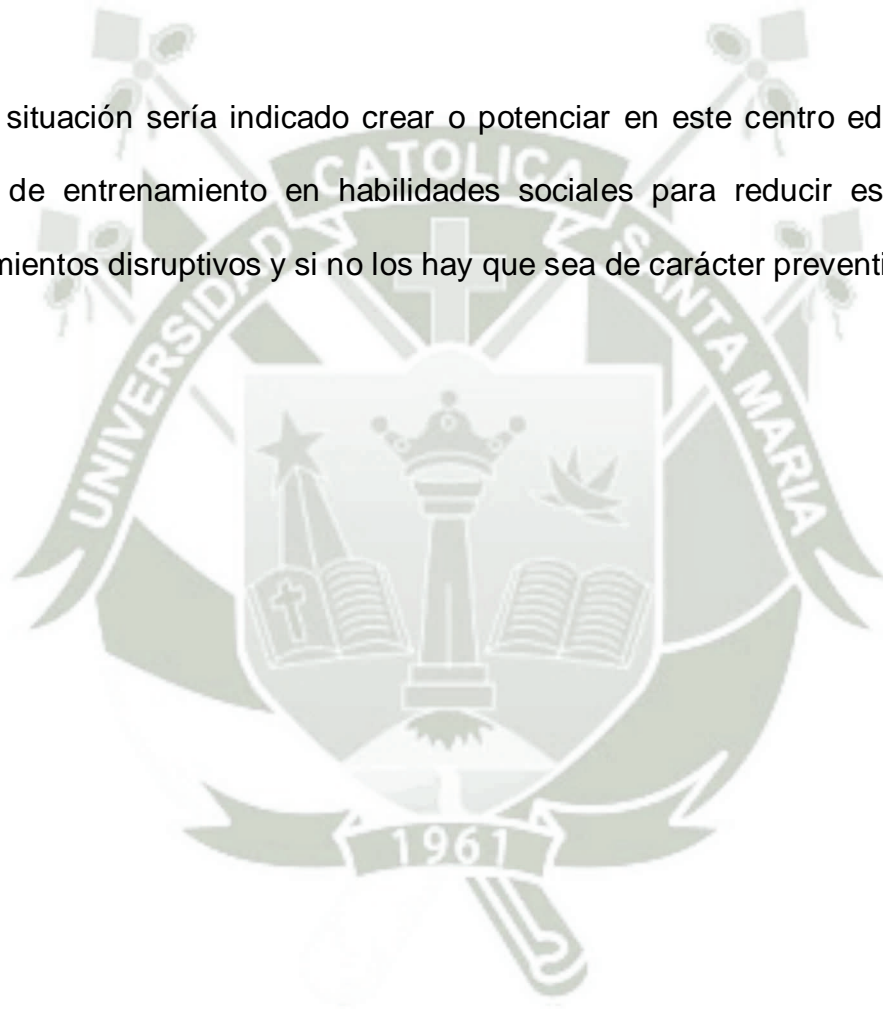 situación sería indicado crear o potenciar en este centro ed
de entrenamiento en habilidades sociales para reducir es
mientos disruptivos y si no los hay que sea de carácter preventi
UNIVERSIDAD CATOLICA SANTA MARIA
1961